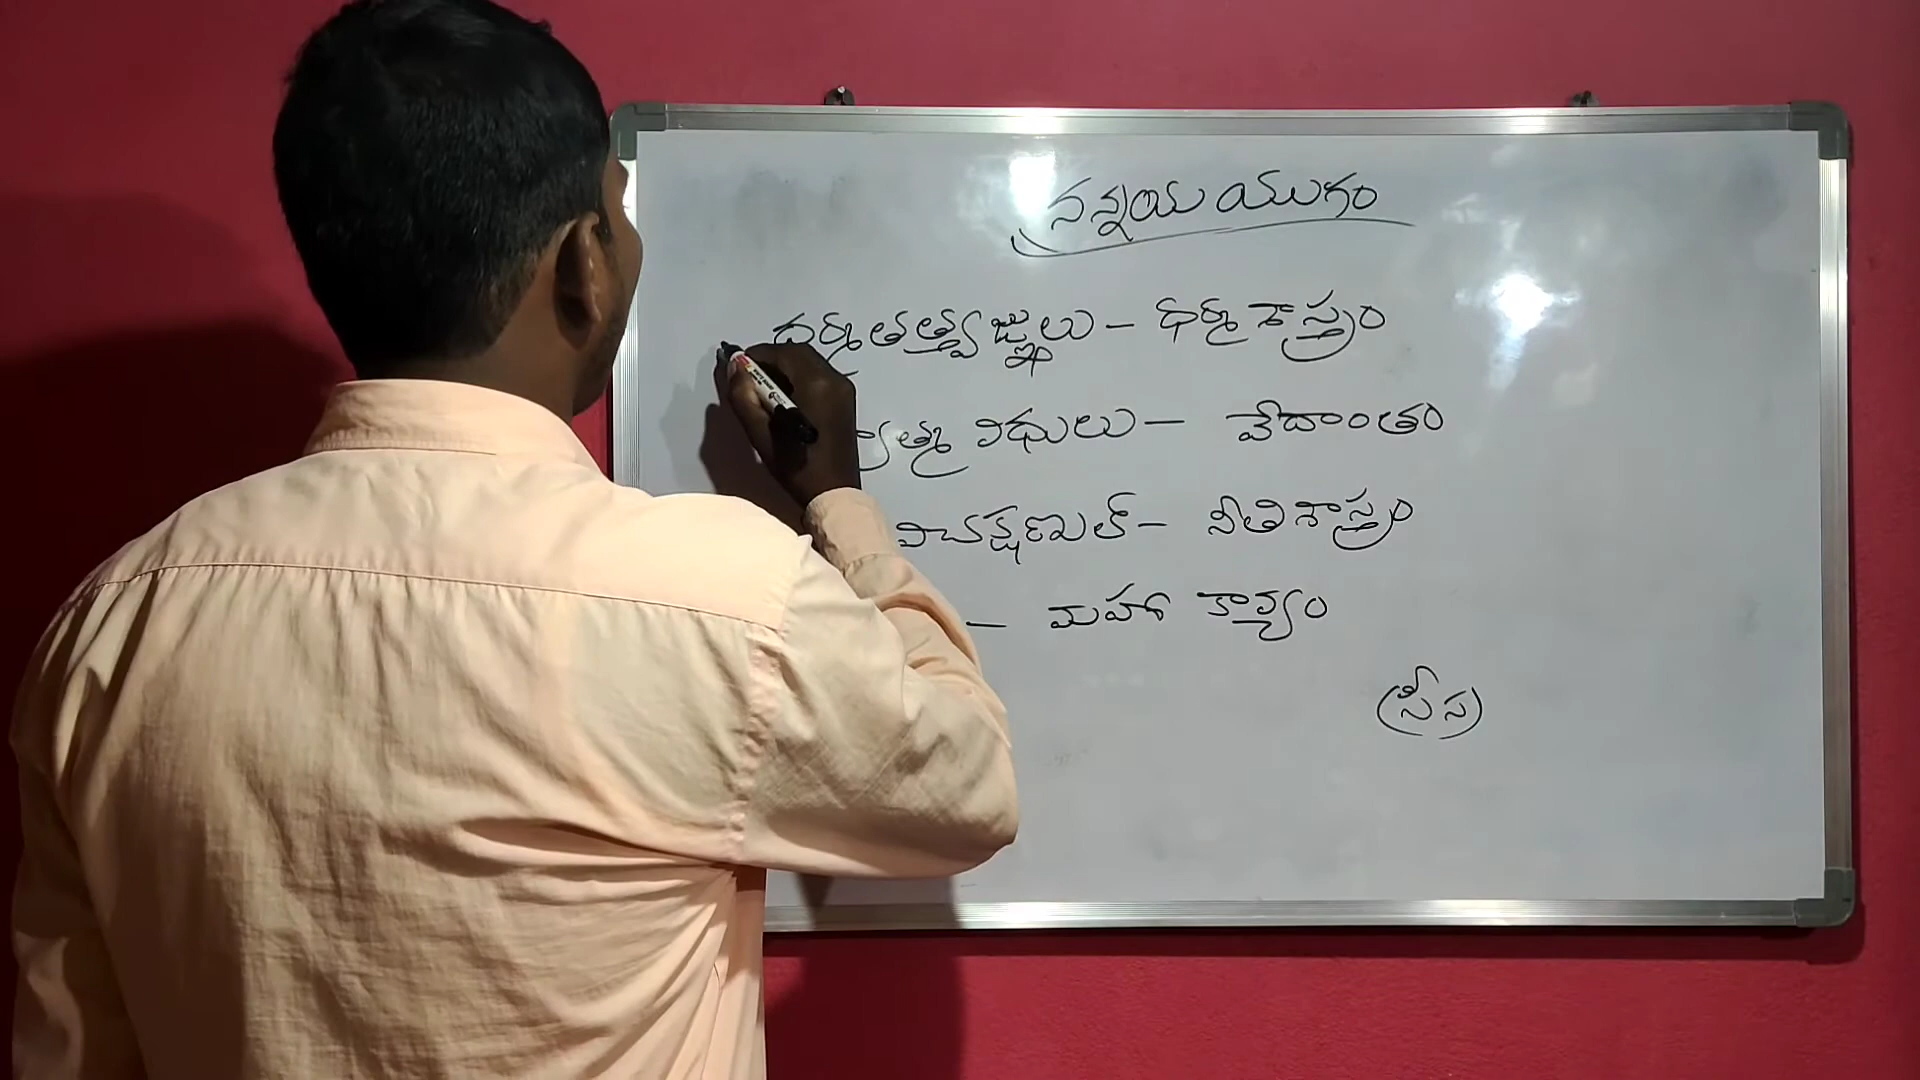 నన్నయ యుగం
ధర్మతత్త్వజ్ఞులు - ధర్మశాస్త్రం
విధులు - వేదాంతం
విచక్షణుల్ - నీతిశాస్త్రం
- మహా కావ్యం
(సీస)